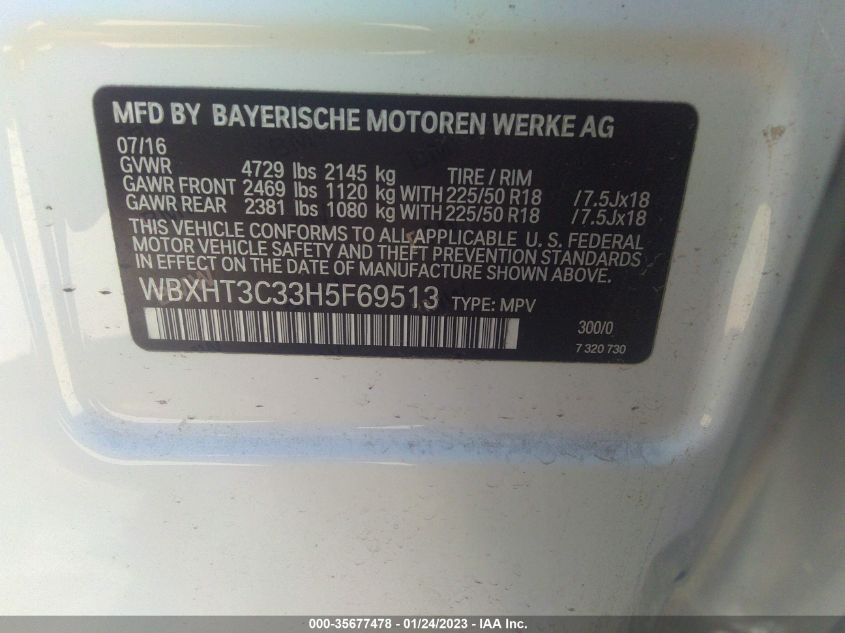 MFD BY BAYERISCHE MOTOREN WERKE AG
07/16
GVWR 4729 lbs 2145 kg TIRE / RIM
GAWR FRONT 2469 lbs 1120 kg WITH 225/50 R18 /7.5Jx18
GAWR REAR 2381 lbs 1080 kg WITH 225/50 R18 /7.5Jx18
THIS VEHICLE CONFORMS TO ALL APPLICABLE U. S. FEDERAL
MOTOR VEHICLE SAFETY AND THEFT PREVENTION STANDARDS
IN EFFECT ON THE DATE OF MANUFACTURE SHOWN ABOVE.
WBXHT3C33H5F69513 TYPE: MPV
300/0
7 320 730
000-35677478 - 01/24/2023 - IAA Inc.